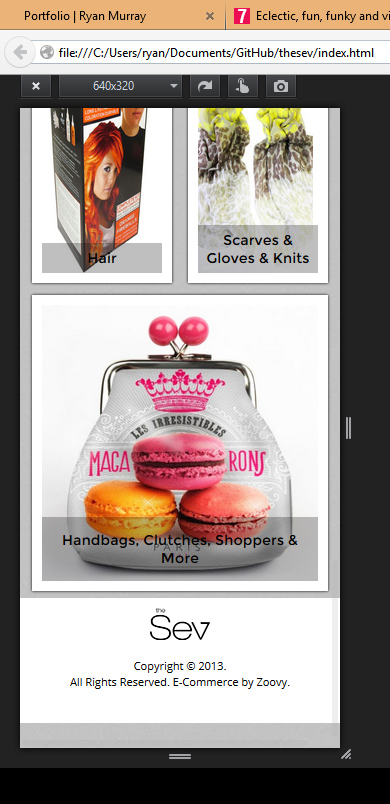 Portfolio | Ryan Murray
7 Eclectic, fun, funky and vi
file:///C:/Users/ryan/Documents/GitHub/thesev/index.html
640x320
Hair
Scarves &
Gloves & Knits
LES IRRESISTIBLES
MACARONS
PARIS
Handbags, Clutches, Shoppers &
More
the
Sev
Copyright © 2013.
All Rights Reserved. E-Commerce by Zoovy.